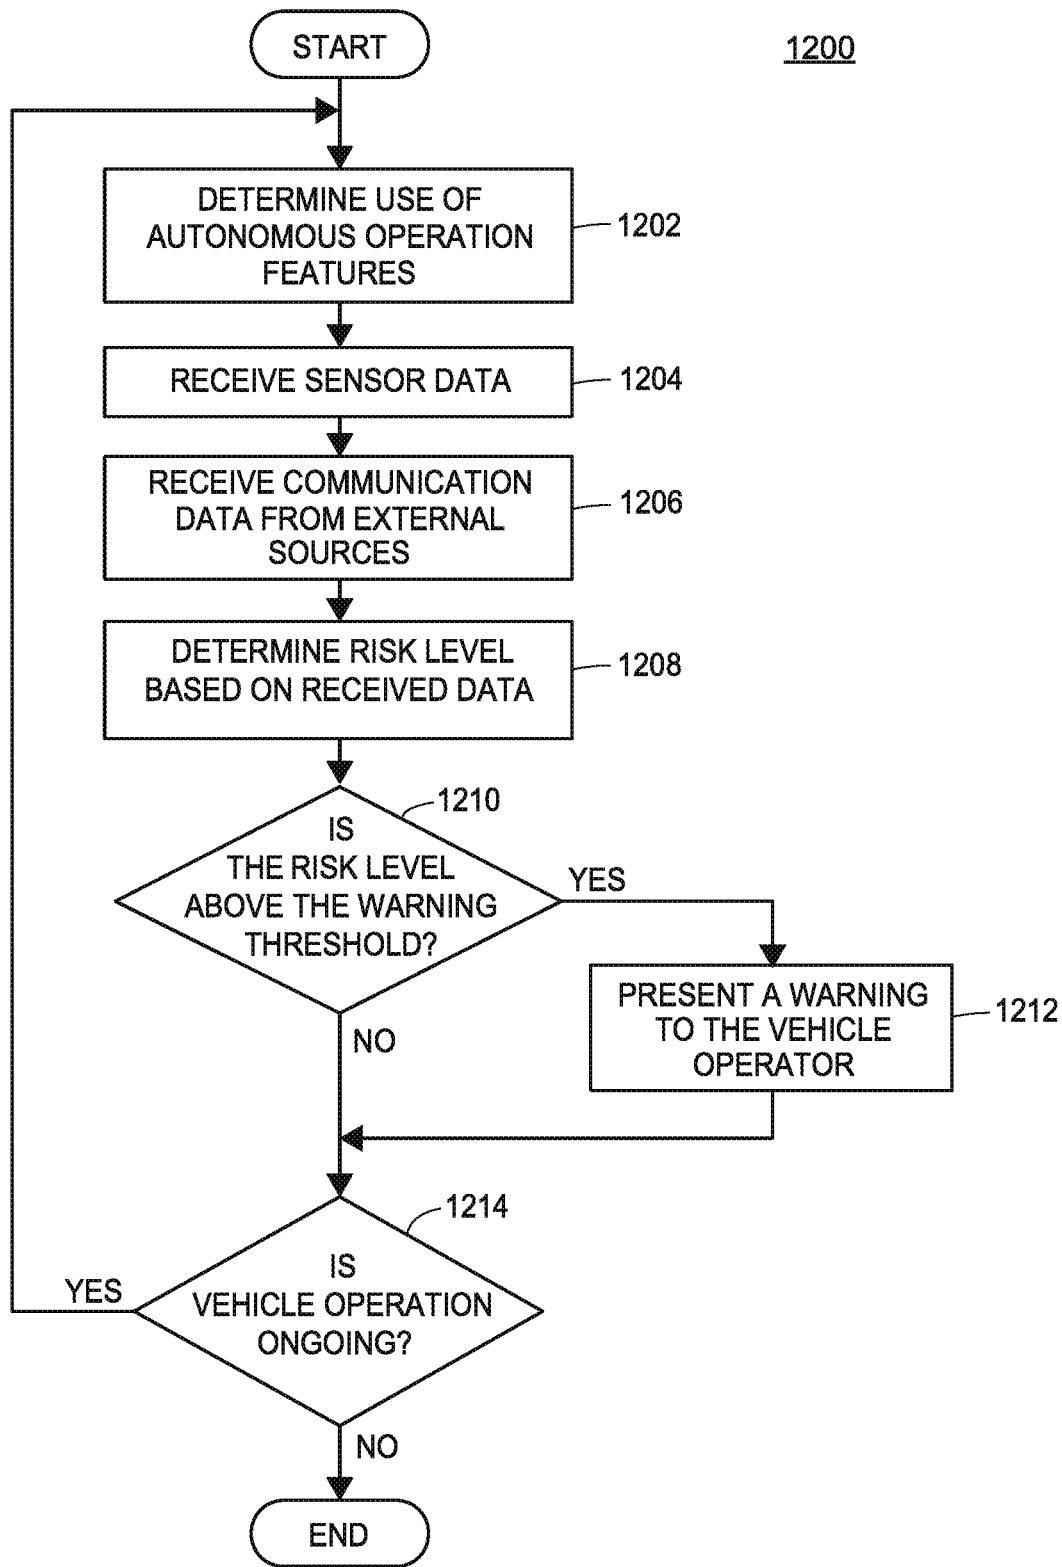 START
1200
DETERMINE USE OF
AUTONOMOUS OPERATION
FEATURES
1202
RECEIVE SENSOR DATA
1204
RECEIVE COMMUNICATION
DATA FROM EXTERNAL
SOURCES
1206
DETERMINE RISK LEVEL
BASED ON RECEIVED DATA
1208
1210
IS
THE RISK LEVEL
ABOVE THE WARNING
THRESHOLD?
YES
PRESENT A WARNING
TO THE VEHICLE
OPERATOR
1212
NO
1214
IS
VEHICLE OPERATION
ONGOING?
YES
NO
END